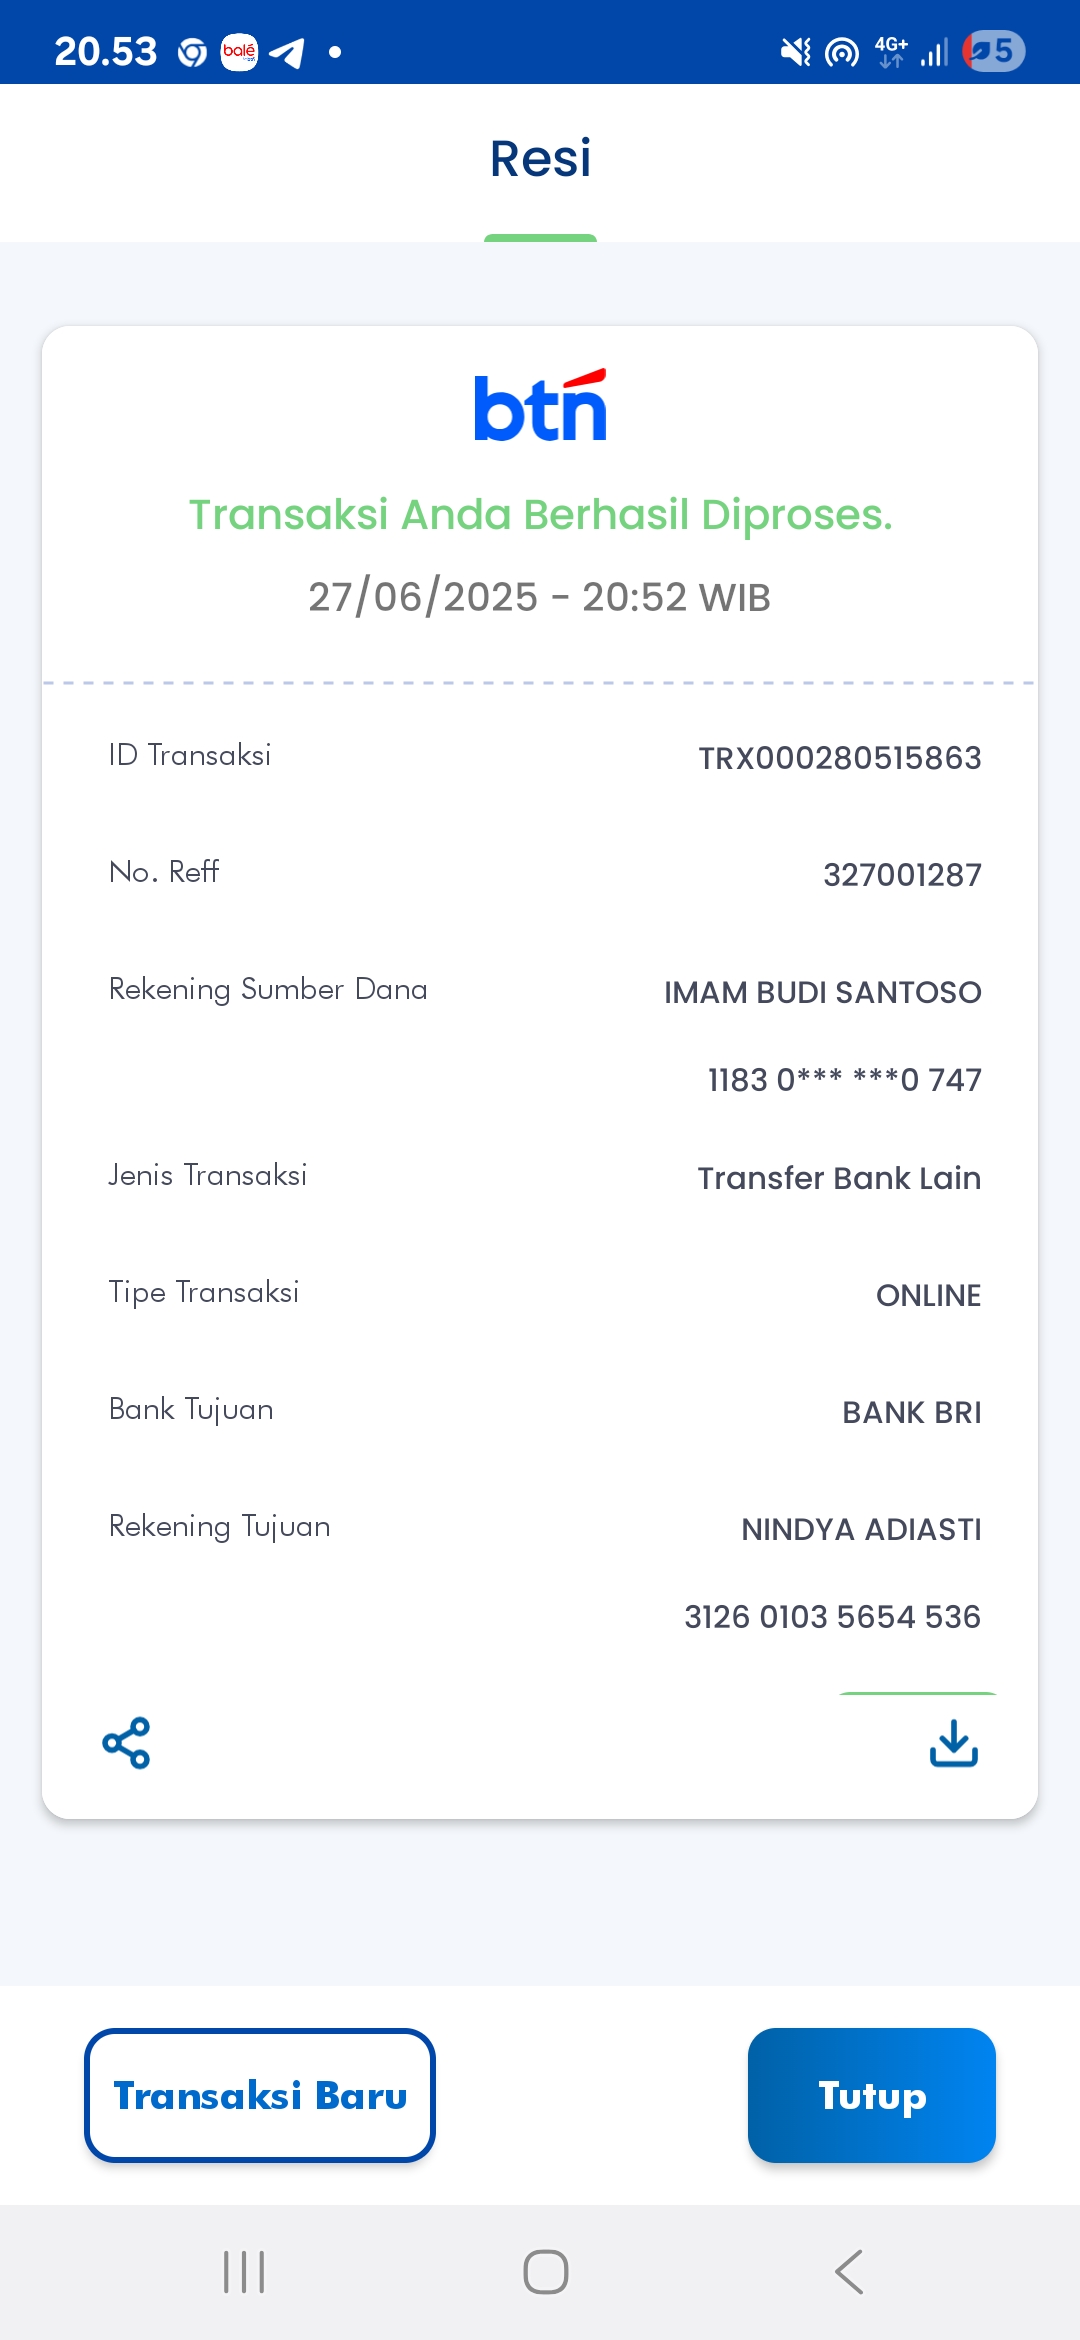 20.53 balé 4G+ 5
Resi
btn
Transaksi Anda Berhasil Diproses.
27/06/2025 - 20:52 WIB
ID Transaksi TRX000280515863
No. Reff 327001287
Rekening Sumber Dana IMAM BUDI SANTOSO
1183 0*** ***0 747
Jenis Transaksi Transfer Bank Lain
Tipe Transaksi ONLINE
Bank Tujuan BANK BRI
Rekening Tujuan NINDYA ADIASTI
3126 0103 5654 536
Transaksi Baru Tutup